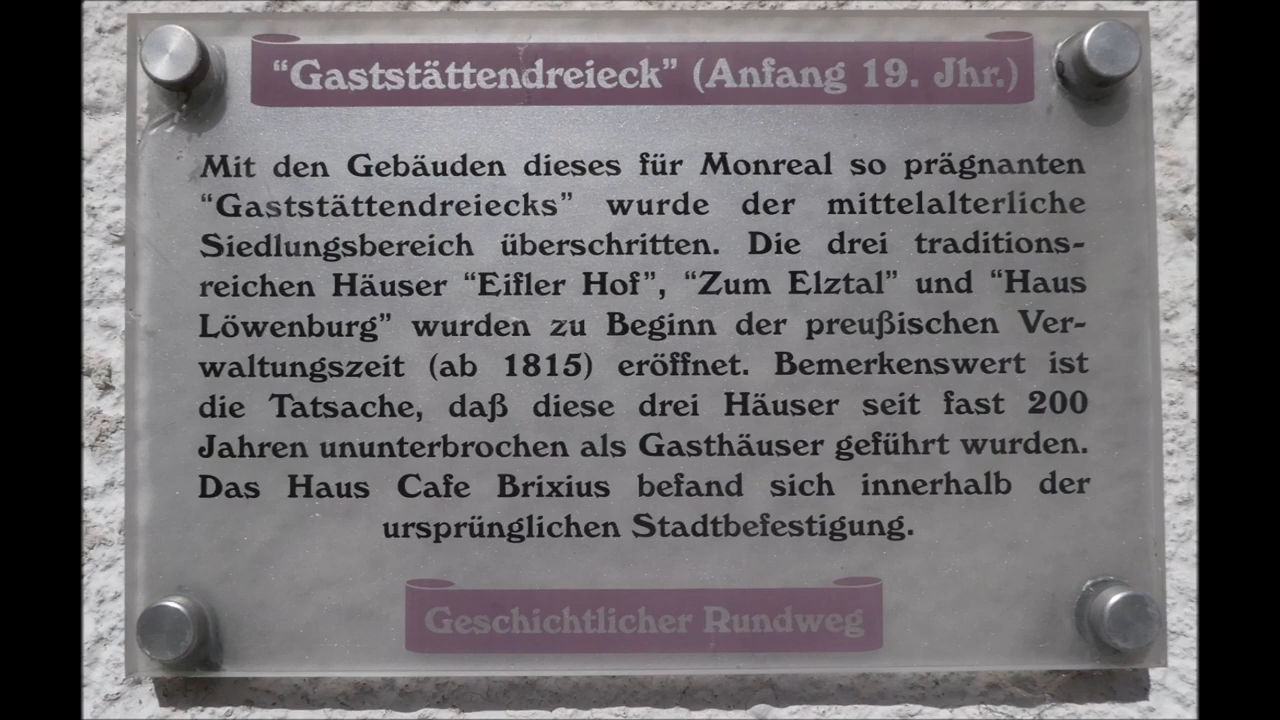 “Gaststättendreieck” (Anfang 19. Jhr.)
Mit den Gebäuden dieses für Monreal so prägnanten
“Gaststättendreiecks” wurde der mittelalterliche
Siedlungsbereich überschritten. Die drei traditions-
reichen Häuser “Eifler Hof”, “Zum Elztal” und “Haus
Löwenburg” wurden zu Beginn der preußischen Ver-
waltungszeit (ab 1815) eröffnet. Bemerkenswert ist
die Tatsache, daß diese drei Häuser seit fast 200
Jahren ununterbrochen als Gasthäuser geführt wurden.
Das Haus Cafe Brixius befand sich innerhalb der
ursprünglichen Stadtbefestigung.
Geschichtlicher Rundweg